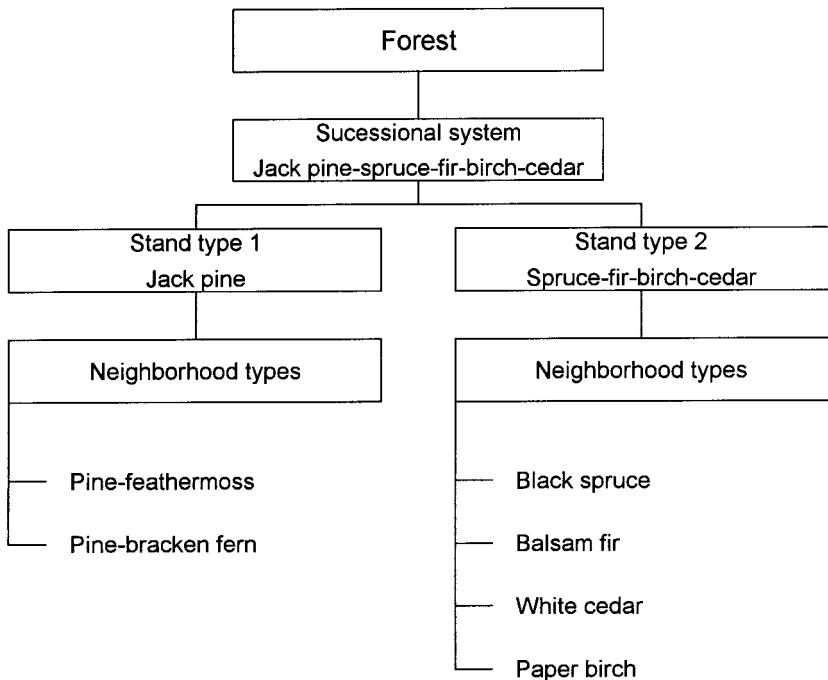 Forest
Sucessional system
Jack pine-spruce-fir-birch-cedar
Stand type 1
Jack pine
Neighborhood types
Pine-feathermoss
Pine-bracken fern
Stand type 2
Spruce-fir-birch-cedar
Neighborhood types
Black spruce
Balsam fir
White cedar
Paper birch